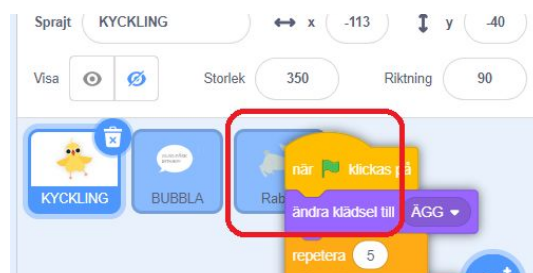 Sprajt KYCKLING x -113 y -40
Visa Storlek 350 Riktning 90
KYCKLING BUBBLA Rab
när klickas på
ändra klädsel till ÄGG
repetera 5